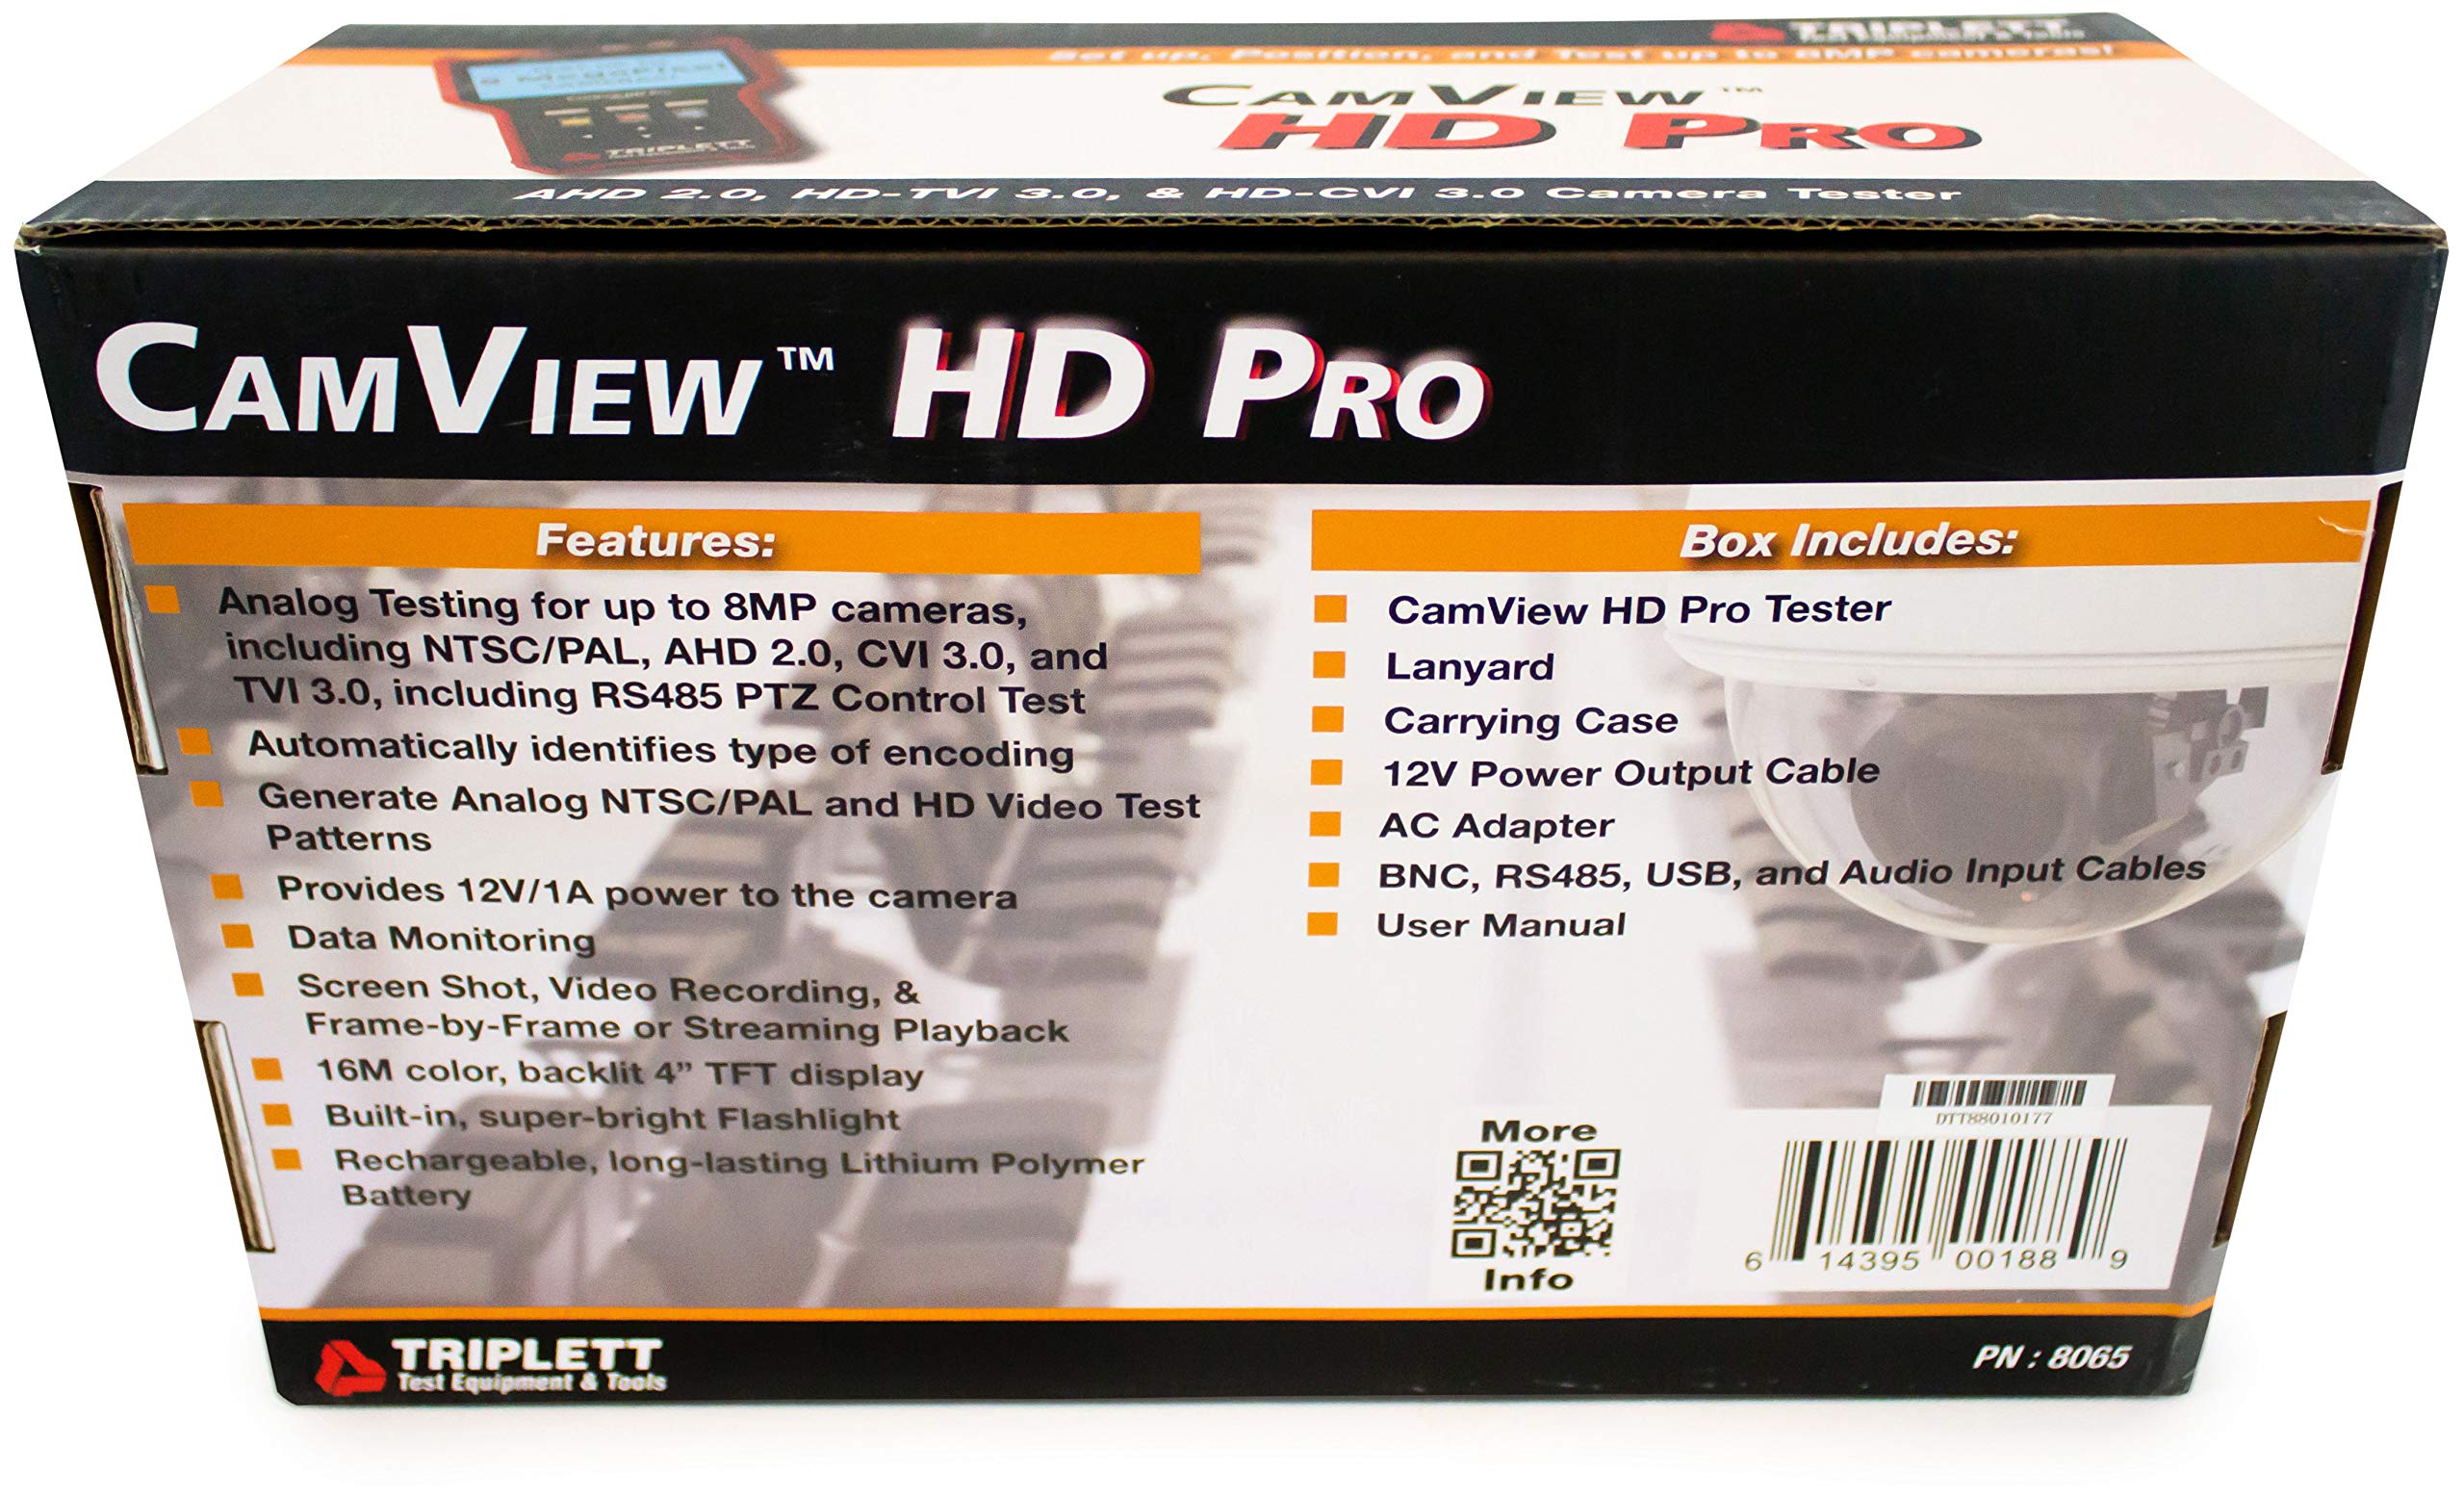 TRIPLETT
Test Equipment & Tools
Set up, Position, and Test up to 8MP cameras!
CAMVIEW™
HD PRO
TRIPLETT
Test Equipment & Tools
AHD 2.0, HD-TVI 3.0, & HD-CVI 3.0 Camera Tester
CAMVIEW™ HD PRO
Features:
Analog Testing for up to 8MP cameras,
including NTSC/PAL, AHD 2.0, CVI 3.0, and
TVI 3.0, including RS485 PTZ Control Test
Automatically identifies type of encoding
Generate Analog NTSC/PAL and HD Video Test
Patterns
Provides 12V/1A power to the camera
Data Monitoring
Screen Shot, Video Recording, &
Frame-by-Frame or Streaming Playback
16M color, backlit 4” TFT display
Built-in, super-bright Flashlight
Rechargeable, long-lasting Lithium Polymer
Battery
Box Includes:
CamView HD Pro Tester
Lanyard
Carrying Case
12V Power Output Cable
AC Adapter
BNC, RS485, USB, and Audio Input Cables
User Manual
More
Info
DTT88010177
6 14395 00188 9
TRIPLETT
Test Equipment & Tools
PN : 8065